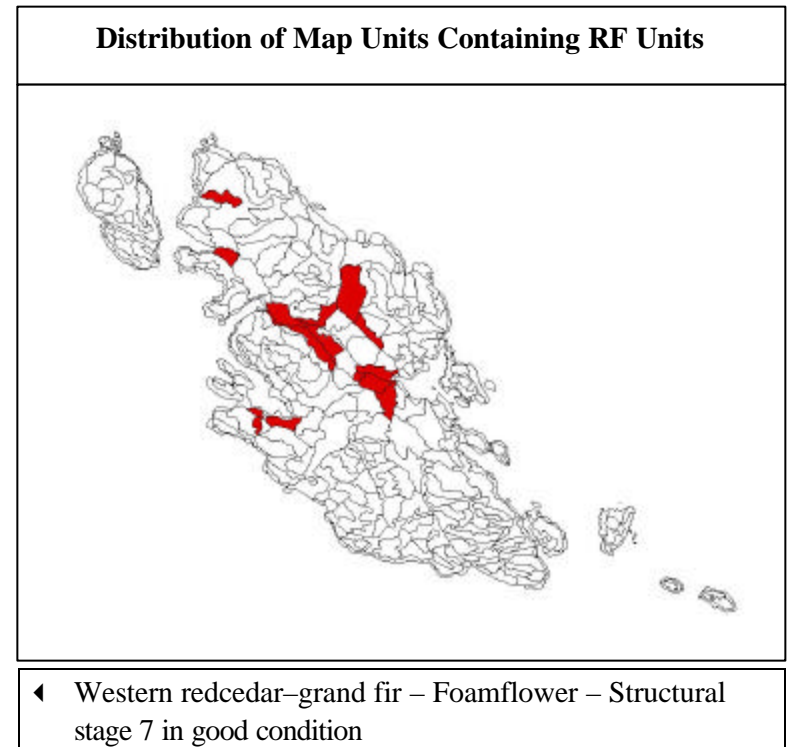 Distribution of Map Units Containing RF Units
Western redcedar–grand fir – Foamflower – Structural
stage 7 in good condition